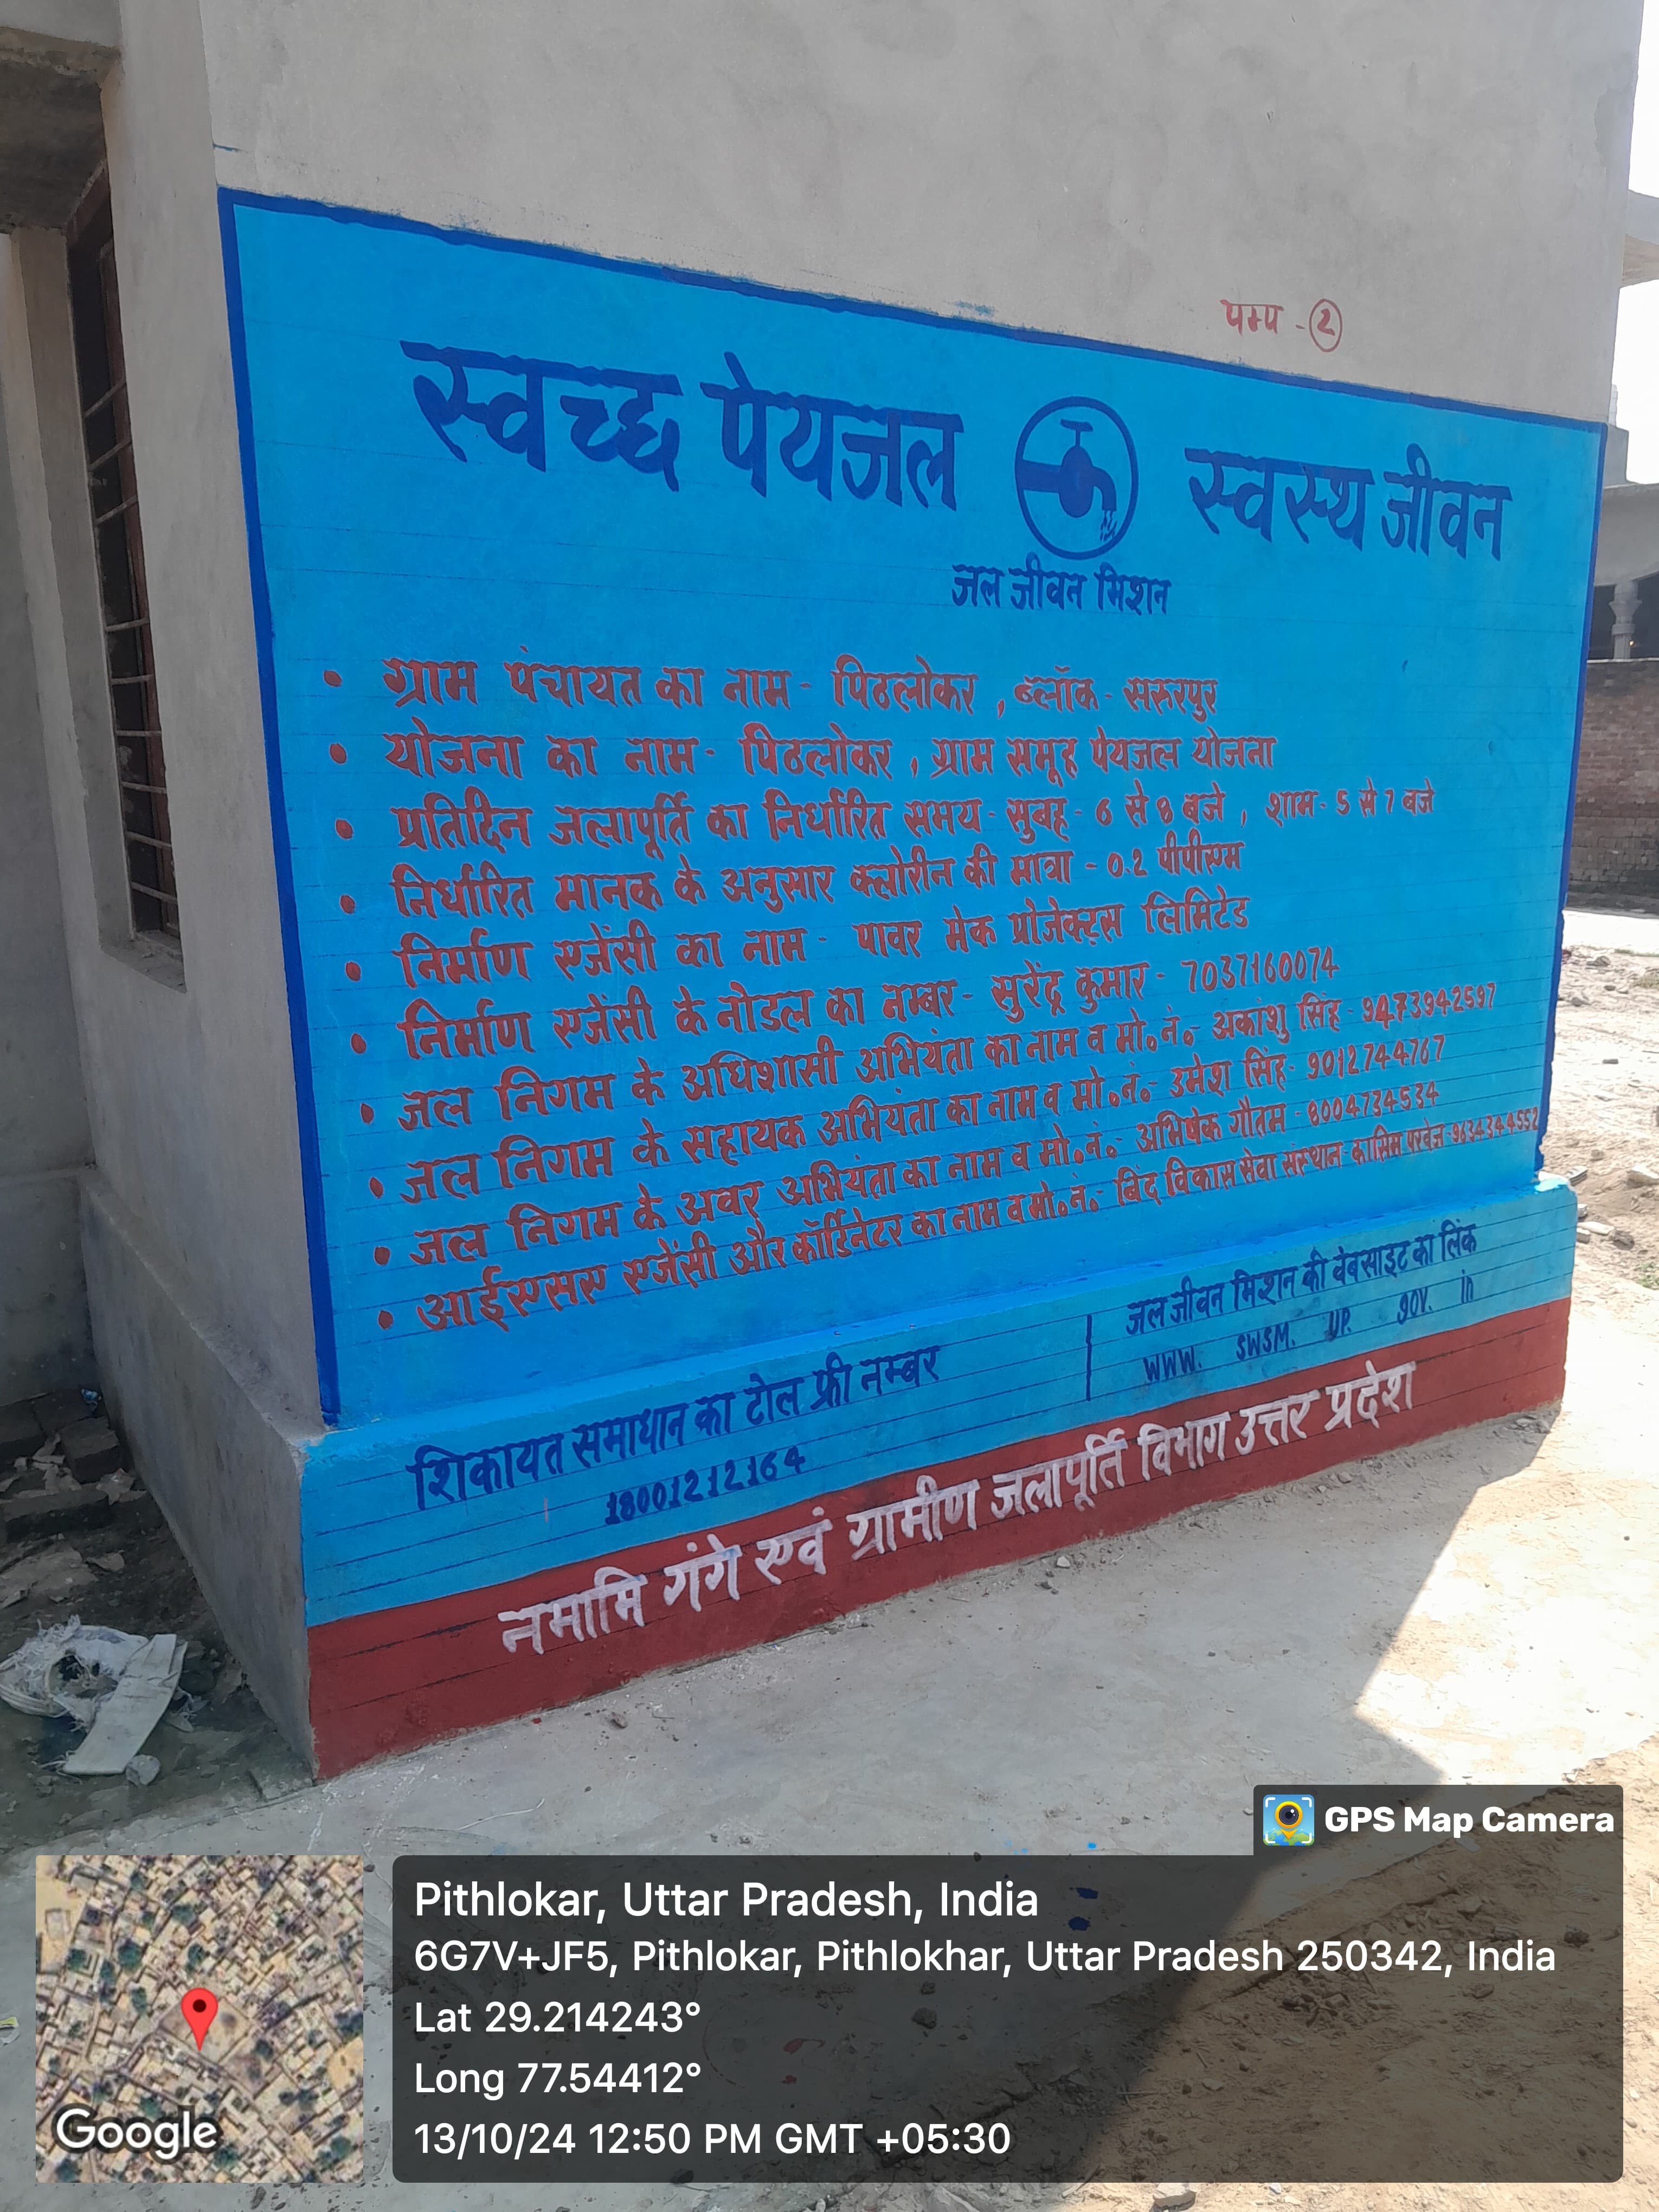 पम्प - 2
स्वच्छ पेयजल स्वस्थ जीवन
जल जीवन मिशन
• ग्राम पंचायत का नाम - पिठलोकर , ब्लॉक - सरुरपुर
• योजना का नाम - पिठलोकर , ग्राम समूह पेयजल योजना
• प्रतिदिन जलापूर्ति का निर्धारित समय - सुबह - 6 से 8 बजे , शाम - 5 से 7 बजे
• निर्धारित मानक के अनुसार क्लोरीन की मात्रा - 0.2 पीपीएम
• निर्माण एजेंसी का नाम - पावर मेक प्रोजेक्ट्स लिमिटेड
• निर्माण एजेंसी के नोडल का नम्बर - सुरेंद्र कुमार - 7037160074
• जल निगम के अधिशासी अभियंता का नाम व मो॰ नं॰ - अकांशु सिंह - 9473942597
• जल निगम के सहायक अभियंता का नाम व मो॰ नं॰ - उमेश सिंह - 9012744767
• जल निगम के अवर अभियंता का नाम व मो॰ नं॰ - अभिषेक गौतम - 8004734534
• आईएसए एजेंसी और कॉर्डिनेटर का नाम व मो॰ नं॰ - बिंद विकास सेवा संस्थान - कासिम परवेज - 9634344552
शिकायत समाधान का टोल फ्री नम्बर
18001212164
जल जीवन मिशन की वेबसाइट का लिंक
WWW. SWSM. UP. gov. in
नमामि गंगे एवं ग्रामीण जलापूर्ति विभाग उत्तर प्रदेश
GPS Map Camera
Pithlokar, Uttar Pradesh, India
6G7V+JF5, Pithlokar, Pithlokhar, Uttar Pradesh 250342, India
Lat 29.214243°
Long 77.54412°
13/10/24 12:50 PM GMT +05:30
Google